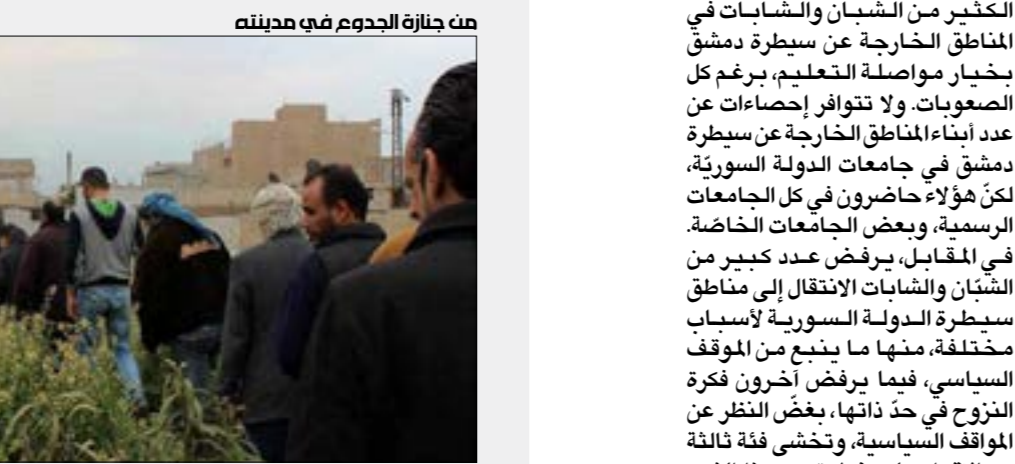 الكثير من الشبان والشابات في
المناطق الخارجة عن سيطرة دمشق
بخيار مواصلة التعليم، برغم كل
الصعوبات. ولا تتوافر إحصاءات عن
عدد أبناء المناطق الخارجة عن سيطرة
دمشق في جامعات الدولة السوريّة،
لكنّ هؤلاء حاضرون في كل الجامعات
الرسمية، وبعض الجامعات الخاصّة.
في المقابل، يرفض عدد كبير من
الشبّان والشابات الانتقال إلى مناطق
سيطرة الدولة السورية لأسباب
مختلفة، منها ما ينبع من الموقف
السياسي، فيما يرفض آخرون فكرة
النزوح في حدّ ذاتها، بغضّ النظر عن
المواقف السياسية، وتخشى فئة ثالثة
من جنازة الجدوع في مدينته